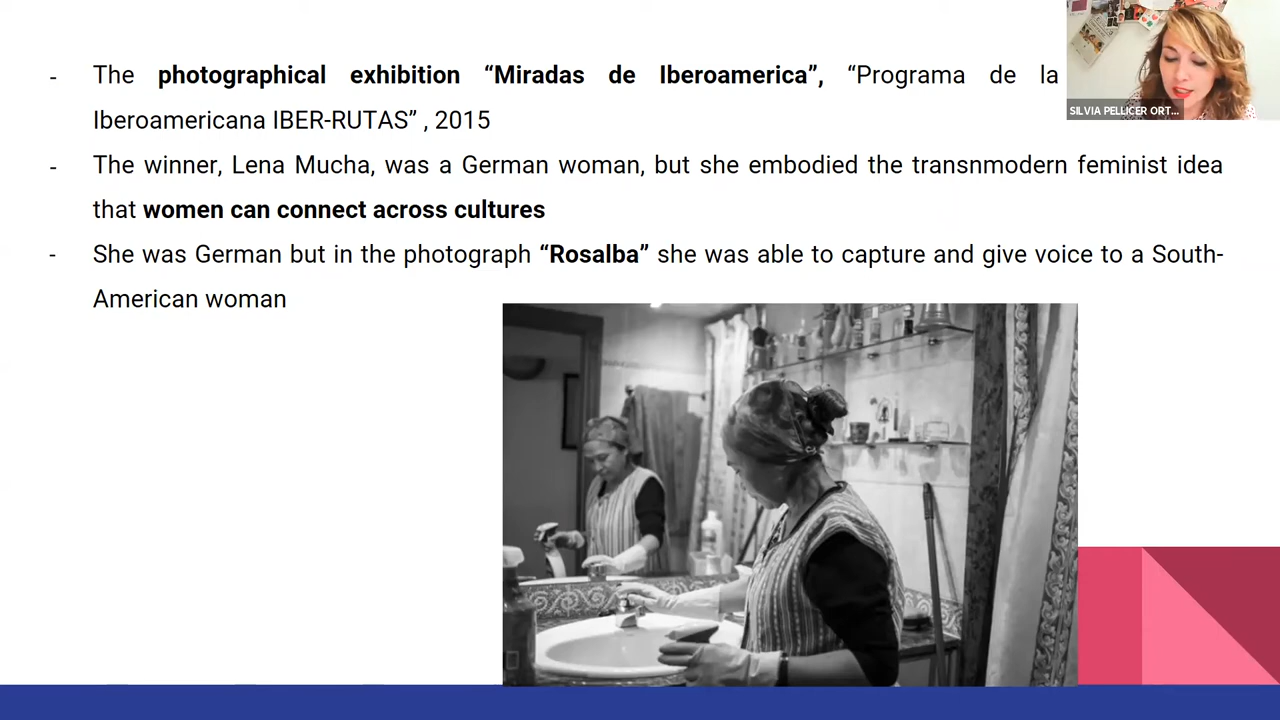 - The photographical exhibition “Miradas de Iberoamerica”, “Programa de la
Iberoamericana IBER-RUTAS” , 2015
- The winner, Lena Mucha, was a German woman, but she embodied the transnmodern feminist idea
that women can connect across cultures
- She was German but in the photograph “Rosalba” she was able to capture and give voice to a South-
American woman
SILVIA PELLICER ORT...